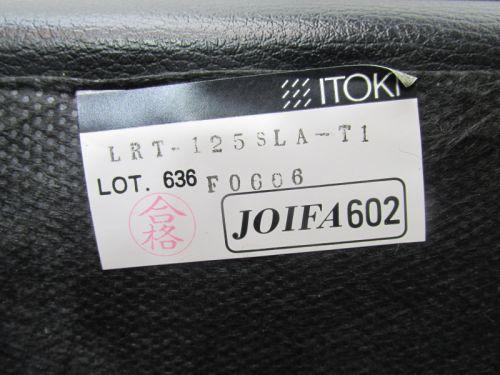 ITOKI
LRT-125SLA-T1
LOT. 636 F0606
合格
JOIFA602